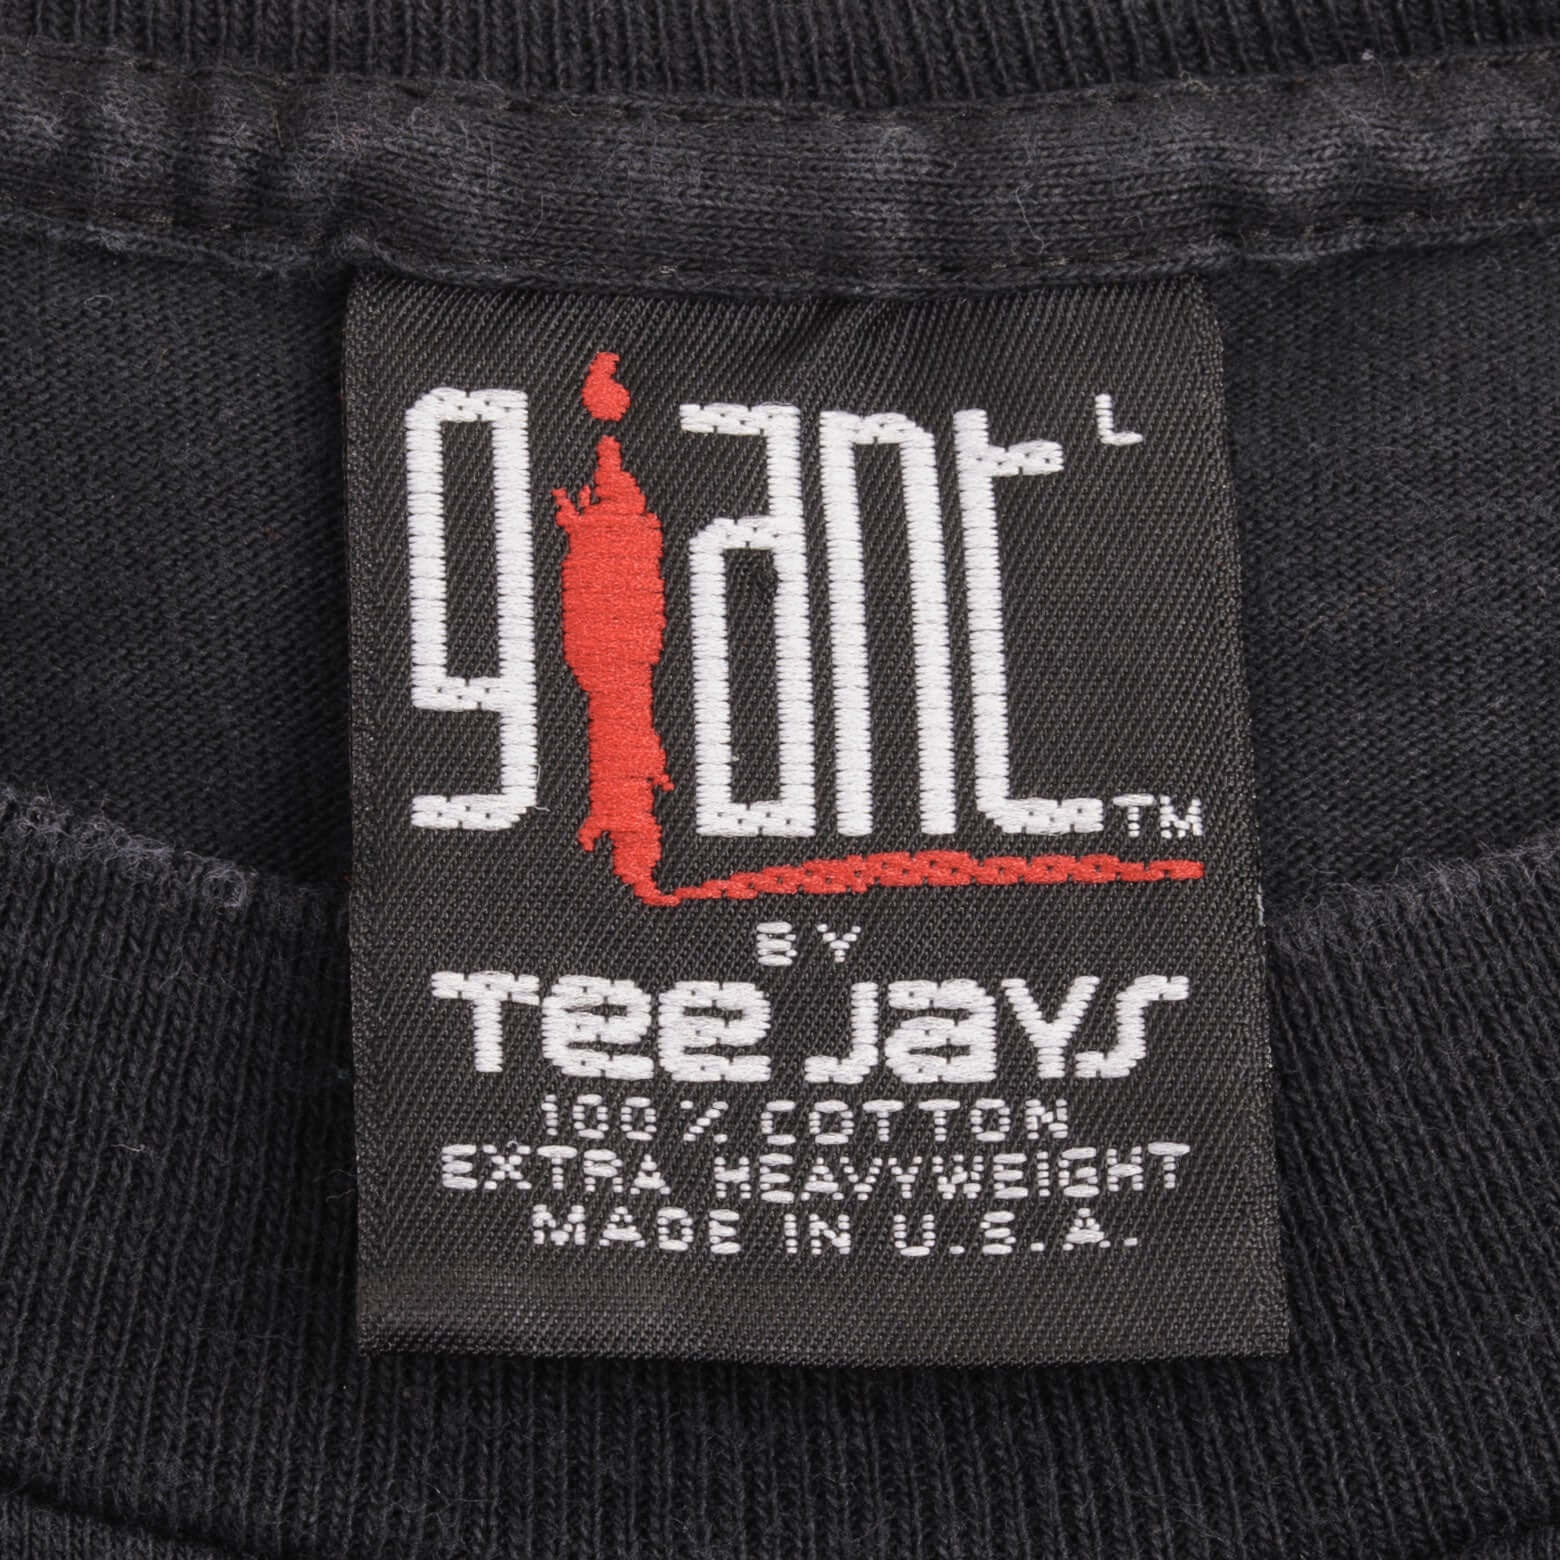 giant L
TM
BY
Tee Jays
100% COTTON
EXTRA HEAVYWEIGHT
MADE IN U.S.A.